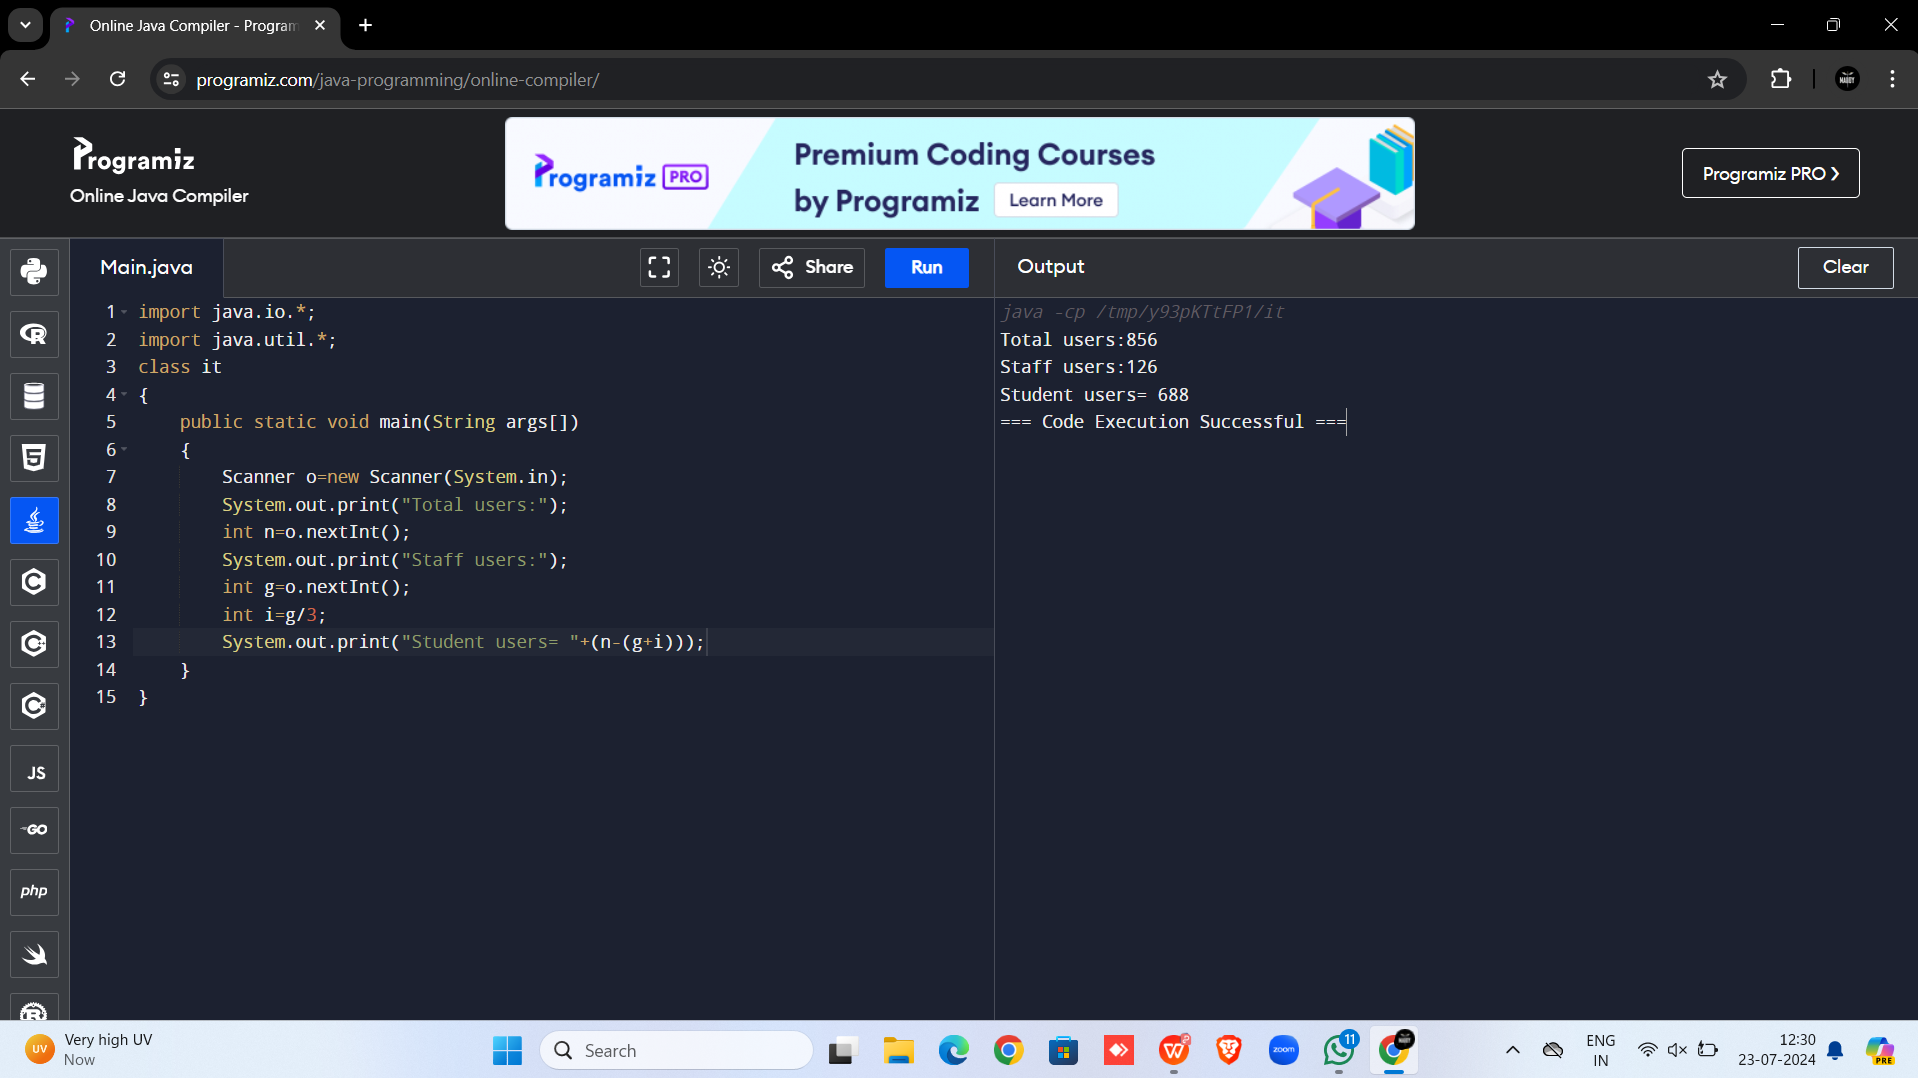 Online Java Compiler - Program
programiz.com/java-programming/online-compiler/
Programiz
Online Java Compiler
Programiz PRO
Premium Coding Courses
by Programiz
Learn More
Programiz PRO
Main.java
Share
Run
Output
Clear
1 import java.io.*;
2 import java.util.*;
3 class it
4 {
5 public static void main(String args[])
6 {
7 Scanner o=new Scanner(System.in);
8 System.out.print("Total users:");
9 int n=o.nextInt();
10 System.out.print("Staff users:");
11 int g=o.nextInt();
12 int i=g/3;
13 System.out.print("Student users= "+(n-(g+i)));
14 }
15 }
java -cp /tmp/y93pKTtFP1/it
Total users:856
Staff users:126
Student users= 688
=== Code Execution Successful ===
JS
GO
php
UV
Very high UV
Now
Search
zoom
11
ENG
IN
12:30
23-07-2024
PRE